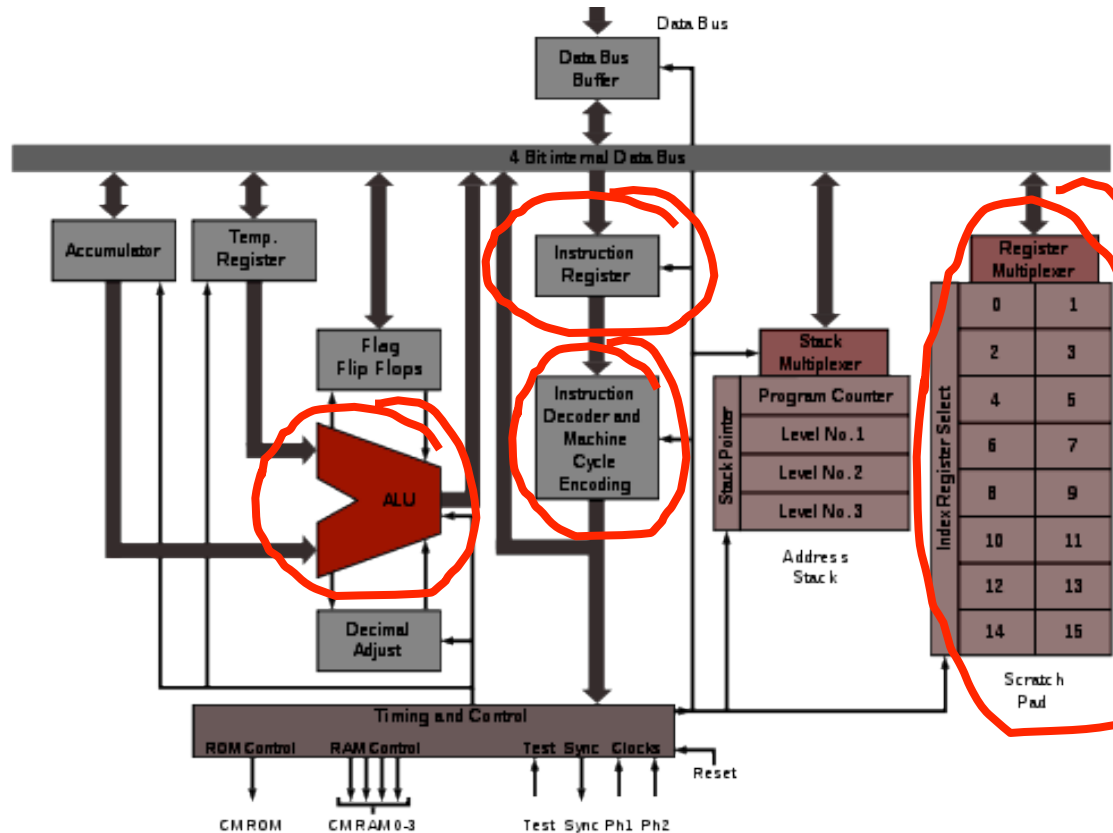 Data Bus
Data Bus
Buffer
4 Bit internal Data Bus
Accumulator
Temp.
Register
Instruction
Register
Register
Multiplexer
Flag
Flip Flops
Stack
Multiplexer
Instruction
Decoder and
Machine
Cycle
Encoding
ALU
Stack Pointer
Program Counter
Level No. 1
Level No. 2
Level No. 3
Address
Stack
Index Register Select
0 1
2 3
4 5
6 7
8 9
10 11
12 13
14 15
Scratch
Pad
Decimal
Adjust
Timing and Control
ROM Control RAM Control Test Sync Clocks
Reset
CM ROM CM RAM 0-3 Test Sync Ph1 Ph2